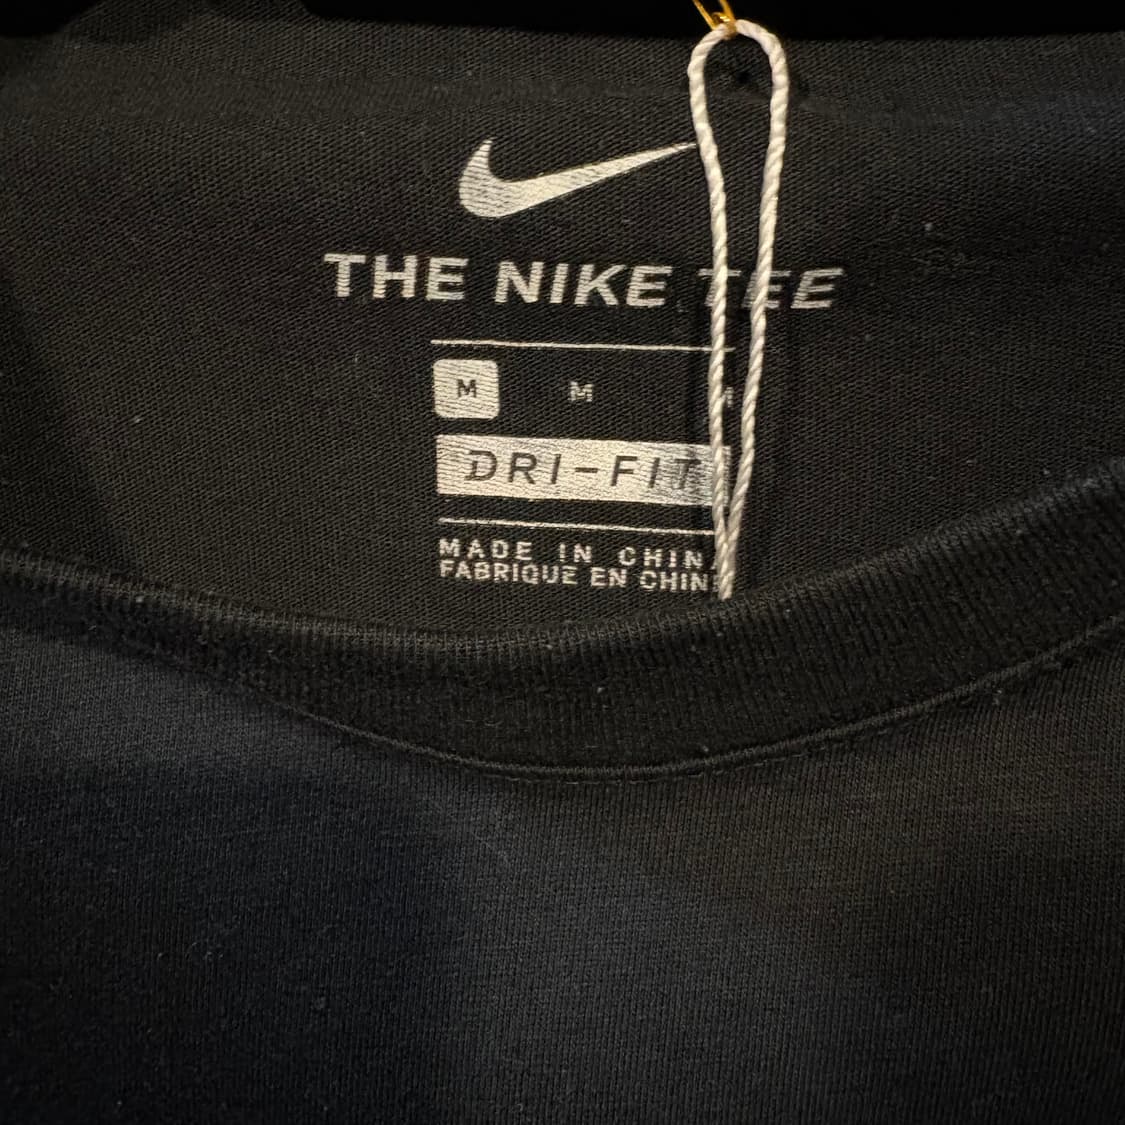 THE NIKE TEE
M M M
DRI-FIT
MADE IN CHINA
FABRIQUE EN CHINE